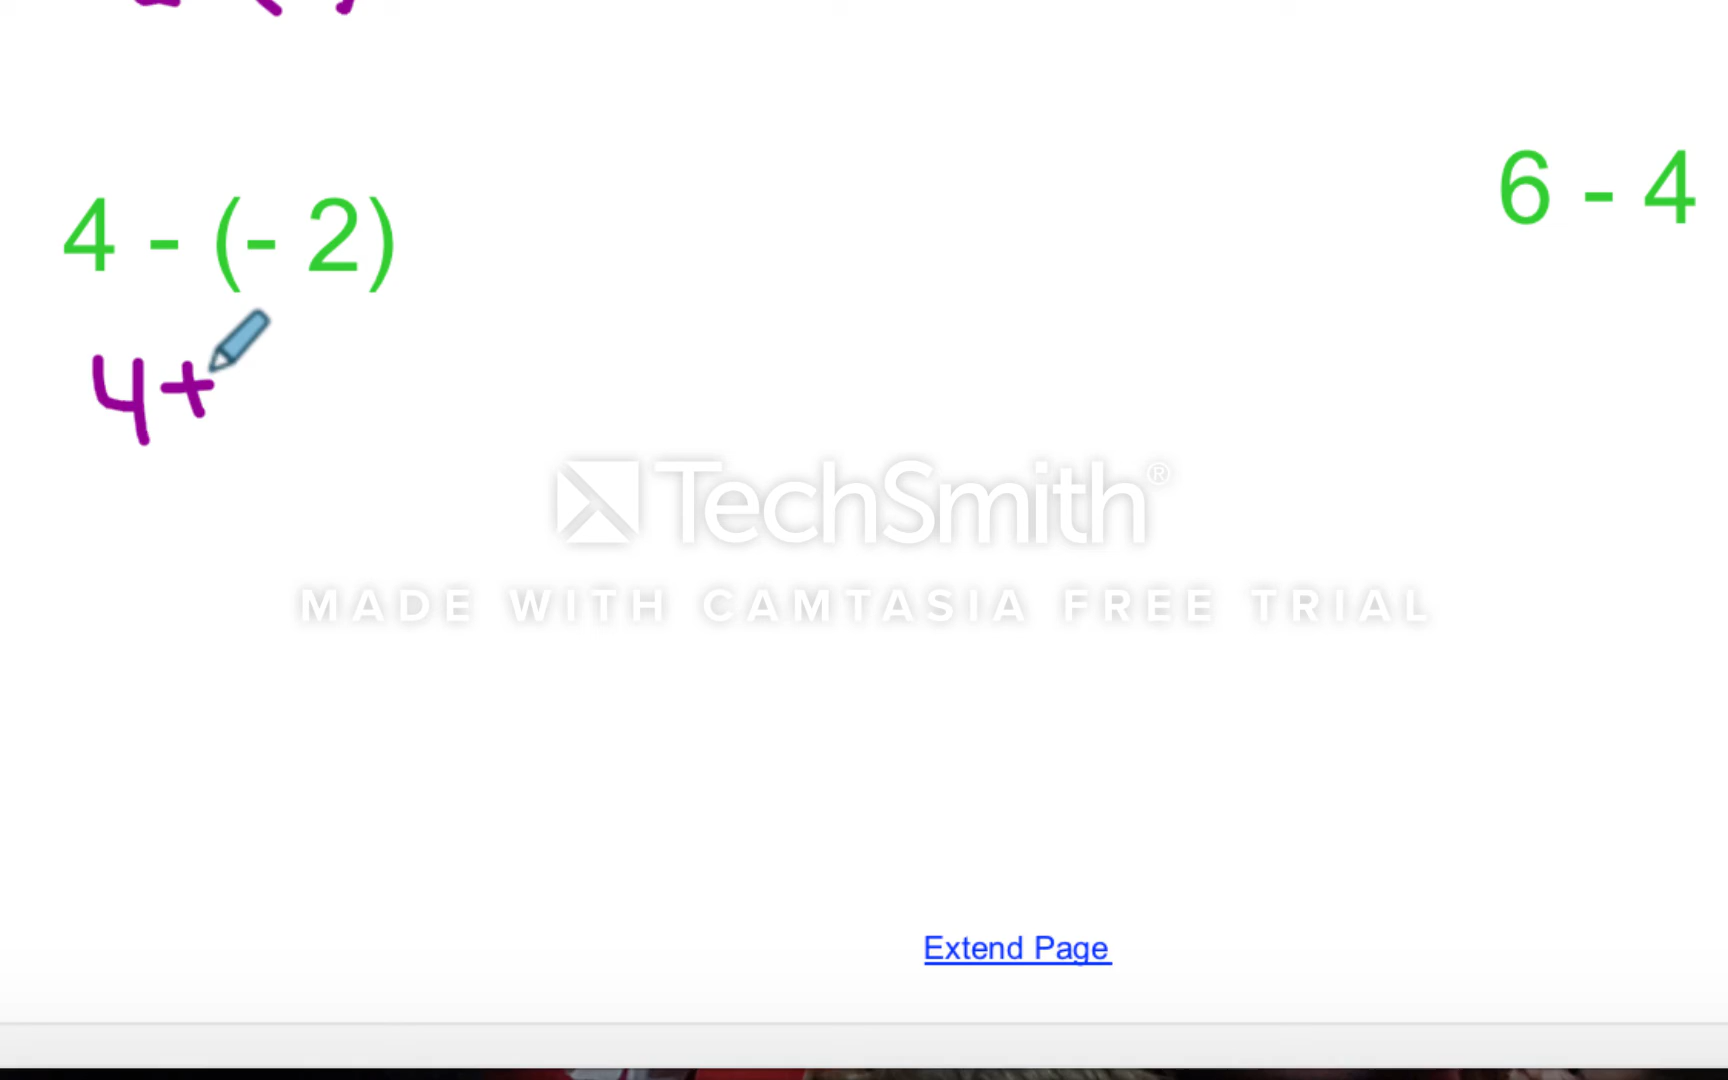 6 - 4
4 - (- 2)
4+
TechSmith®
MADE WITH CAMTASIA FREE TRIAL
Extend Page